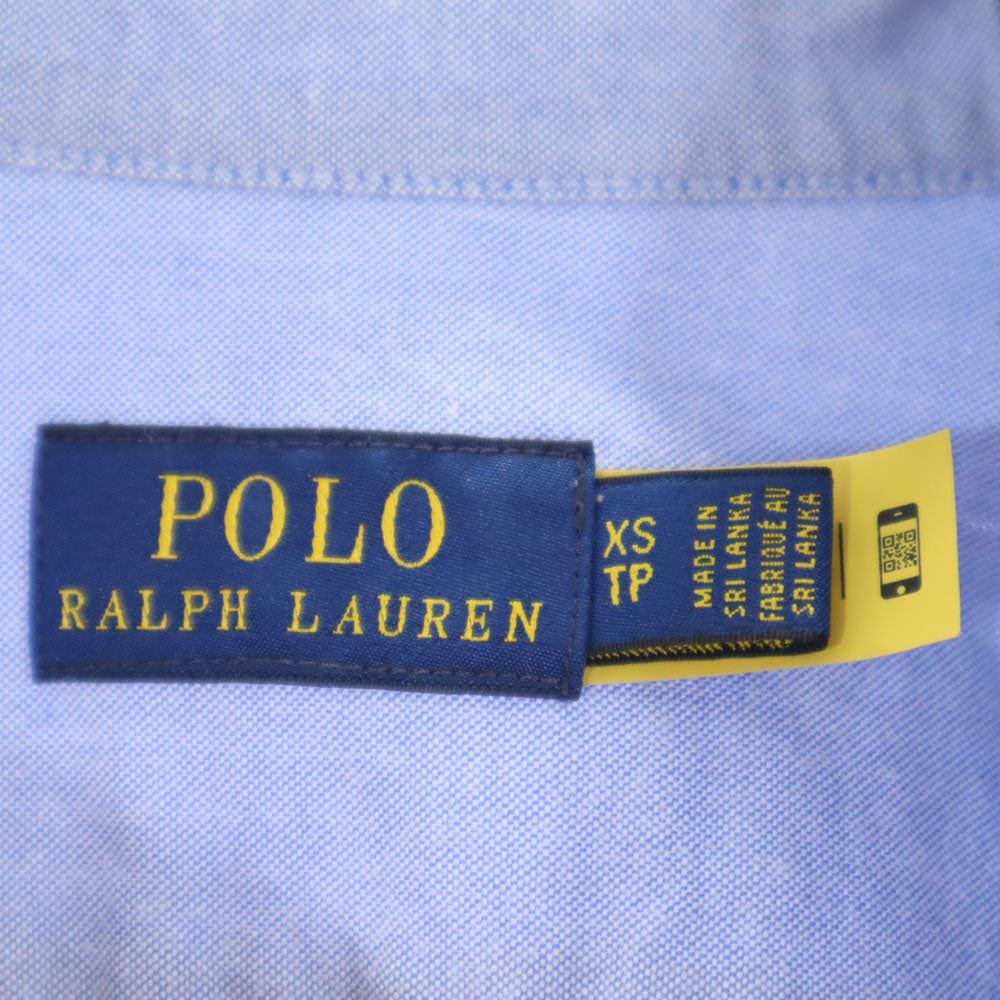 POLO
RALPH LAUREN
XS
TP
MADE IN
SRI LANKA
FABRIQUÉ AU
SRI LANKA